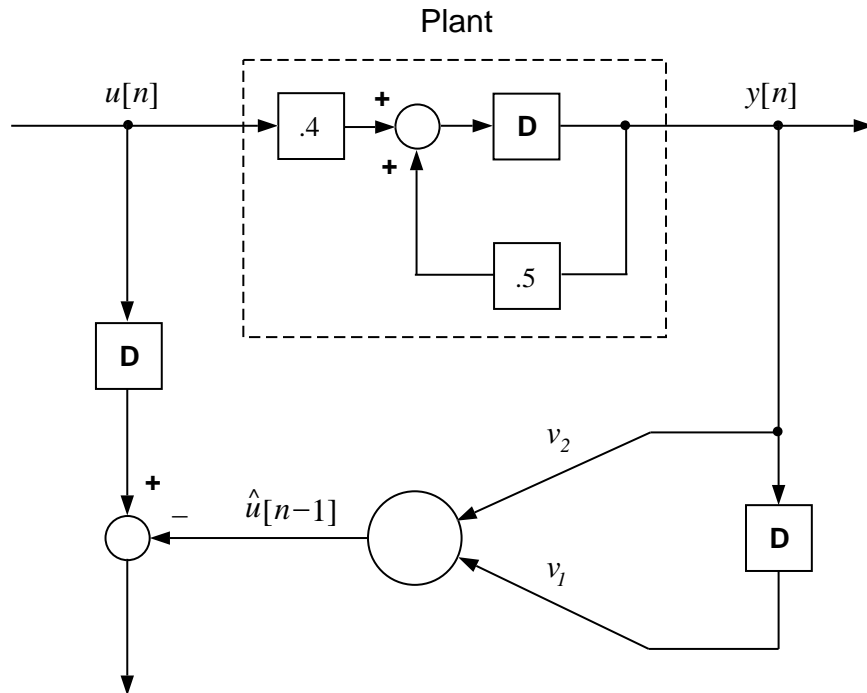 Plant
u[n]
y[n]
.4
+
D
+
.5
D
v2
+
−
û[n−1]
D
v1